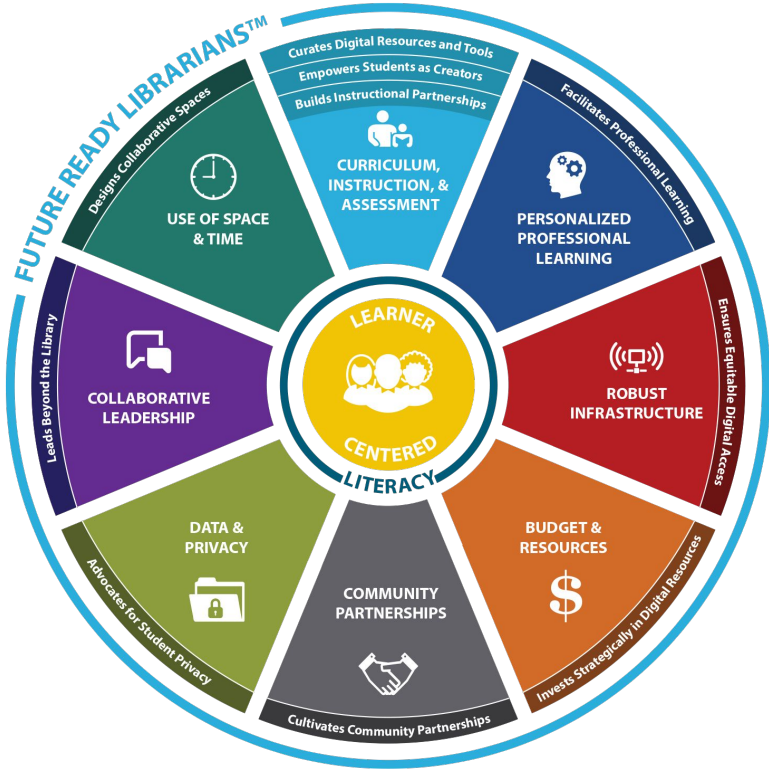 FUTURE READY LIBRARIANS™
Curates Digital Resources and Tools
Empowers Students as Creators
Builds Instructional Partnerships
CURRICULUM,
INSTRUCTION, &
ASSESSMENT
Facilitates Professional Learning
PERSONALIZED
PROFESSIONAL
LEARNING
Ensures Equitable Digital Access
ROBUST
INFRASTRUCTURE
Invests Strategically in Digital Resources
BUDGET &
RESOURCES
$
COMMUNITY
PARTNERSHIPS
Cultivates Community Partnerships
DATA &
PRIVACY
Advocates for Student Privacy
Leads Beyond the Library
COLLABORATIVE
LEADERSHIP
Designs Collaborative Spaces
USE OF SPACE
& TIME
LEARNER
CENTERED
LITERACY